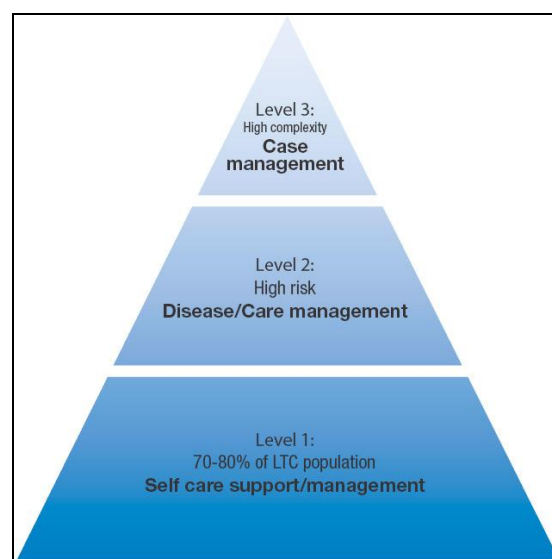 Level 3:
High complexity
Case
management
Level 2:
High risk
Disease/Care management
Level 1:
70-80% of LTC population
Self care support/management